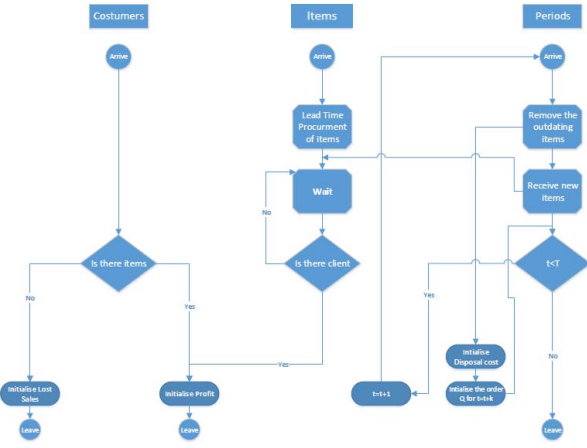 Costumers
Items
Periods
Arrive
Arrive
Arrive
Lead Time
Procurment
of items
Remove the
outdating
items
Wait
Receive new
items
No
Is there items
Is there client
t<T
No
Yes
Yes
Yes
No
Intialise
Disposal cost
Initialise Lost
Sales
Initialise Profit
t=t+1
Intialise the order
Q for t=t+k
Leave
Leave
Leave